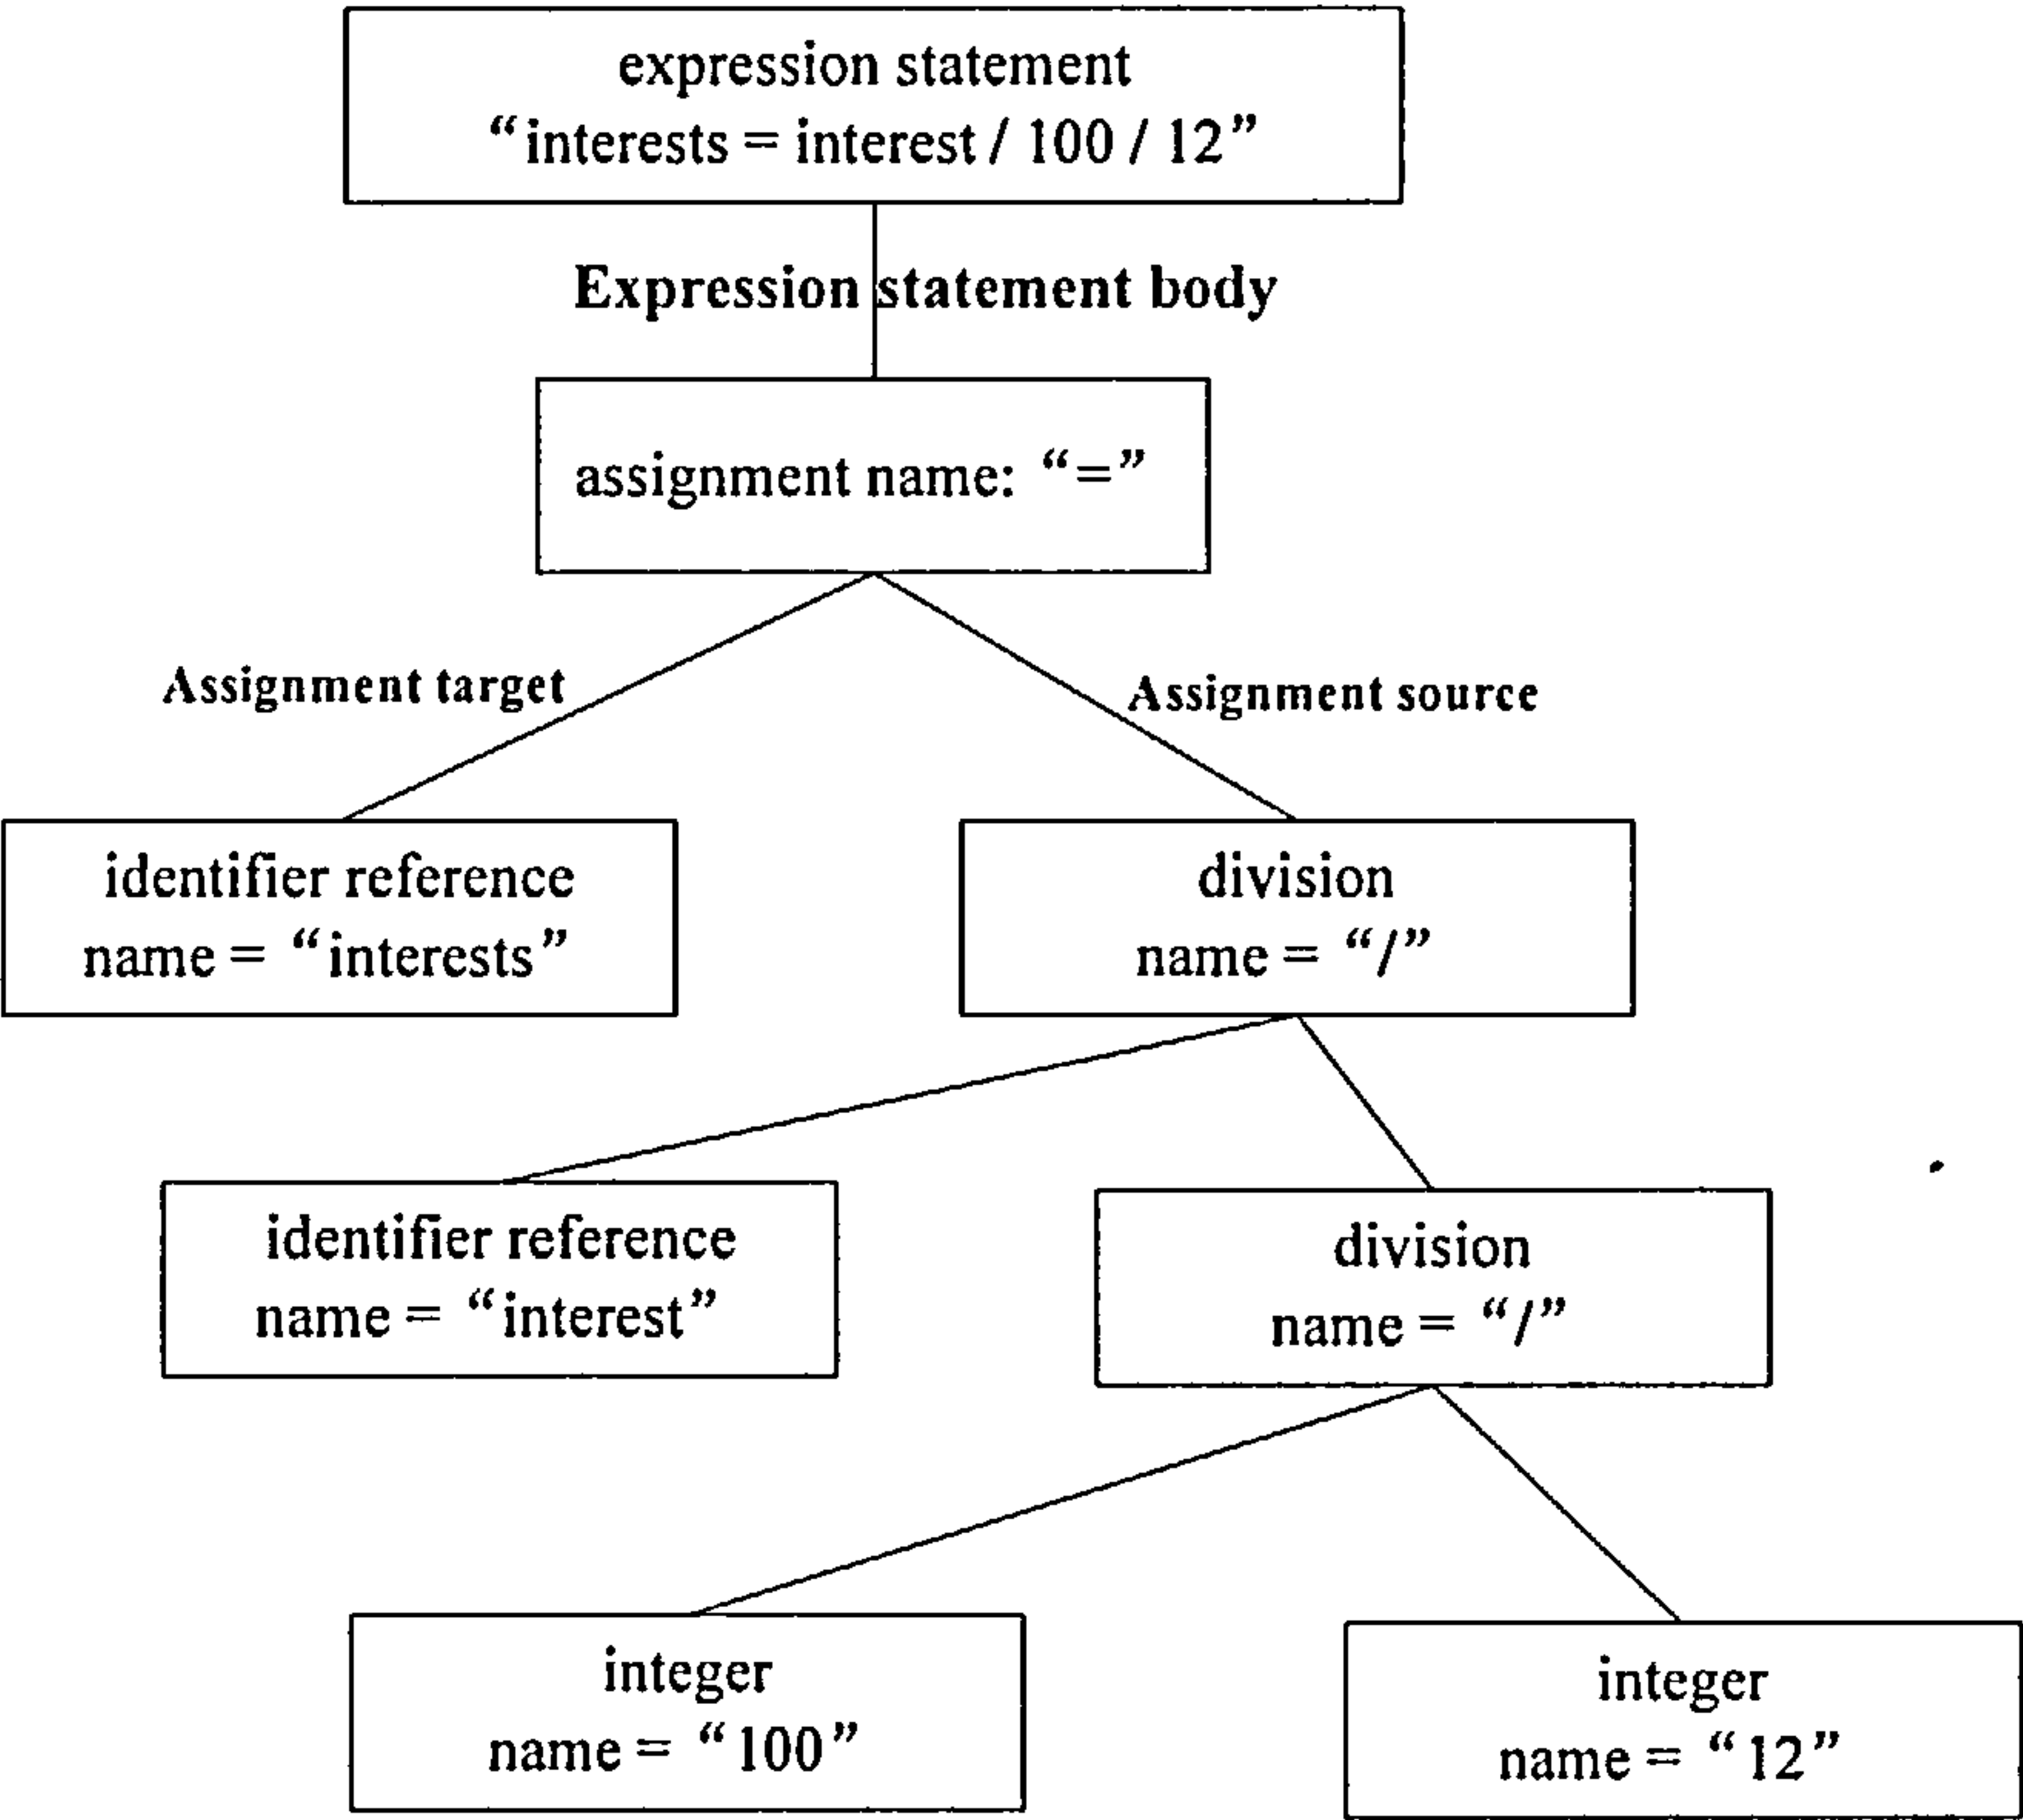 expression statement
“interests = interest / 100 / 12”
Expression statement body
assignment name: “=”
Assignment target
Assignment source
identifier reference
name = “interests”
division
name = “/”
identifier reference
name = “interest”
division
name = “/”
integer
name = “100”
integer
name = “12”